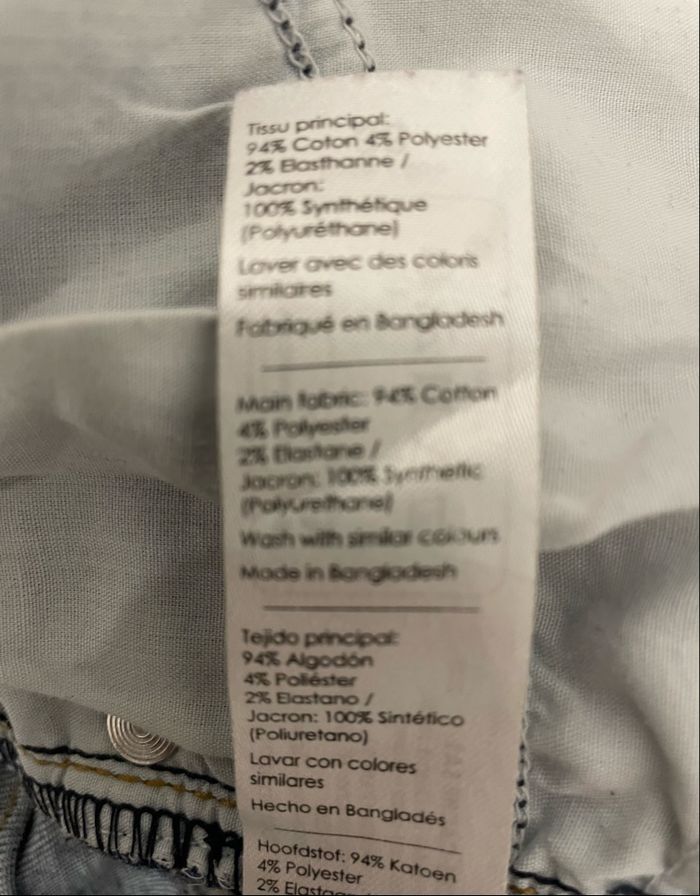 Tissu principal:
94% Coton 4% Polyester
2% Elasthanne /
Jacron:
100% Synthétique
(Polyuréthane)
Laver avec des coloris
similaires
Fabriqué en Bangladesh
Main fabric: 94% Cotton
4% Polyester
2% Elastane /
Jacron: 100% Synthetic
(Polyurethane)
Wash with similar colours
Made in Bangladesh
Tejido principal:
94% Algodón
4% Poliéster
2% Elastano /
Jacron: 100% Sintético
(Poliuretano)
Lavar con colores
similares
Hecho en Bangladés
Hoofdstof: 94% Katoen
4% Polyester
2%